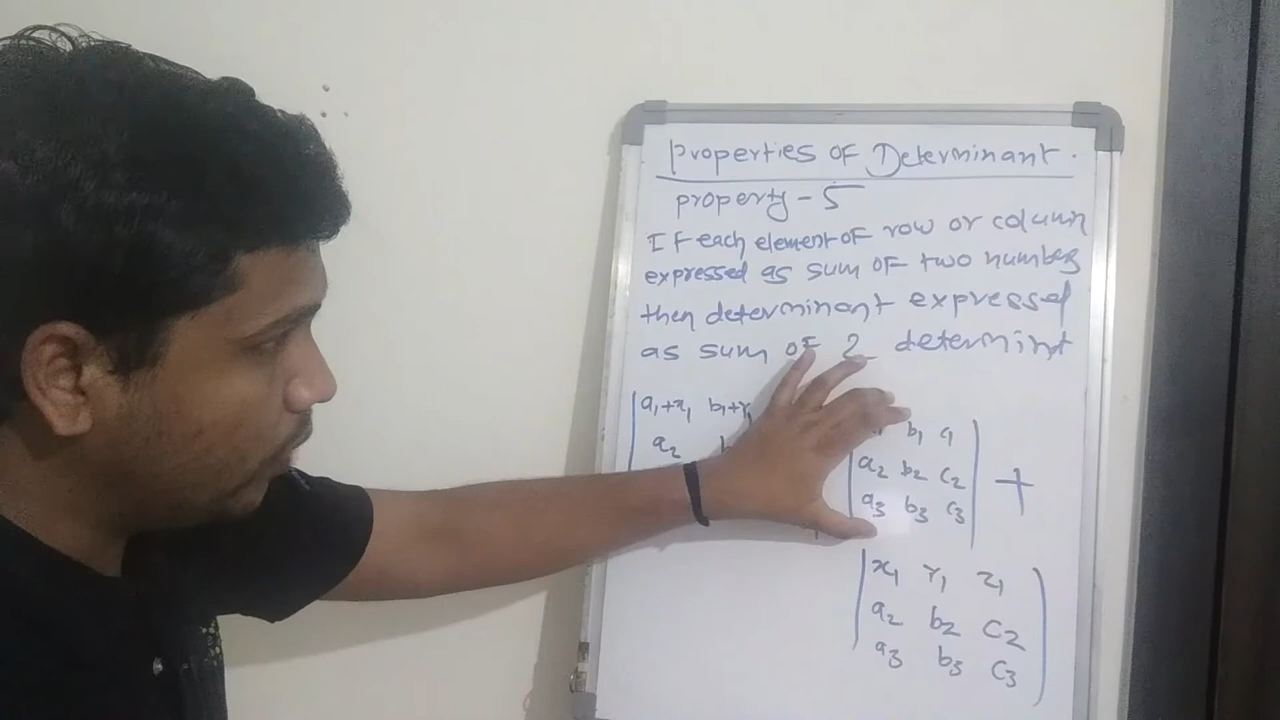 Properties OF Determinant.
property - 5
IF each element OF row or column
expressed as sum OF two numbers
then determinant expressed
as sum OF 2 determint
a₁+x₁ b₁+y₁
a₂
b₁ c₁
a₂ b₂ c₂ +
a₃ b₃ c₃
x₁ y₁ z₁
a₂ b₂ c₂
a₃ b₃ c₃